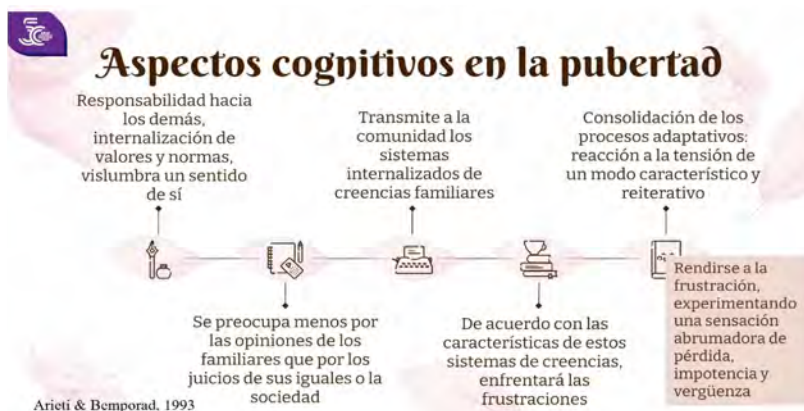 Aspectos cognitivos en la pubertad
Responsabilidad hacia
los demás,
internalización de
valores y normas,
vislumbra un sentido
de sí
Se preocupa menos por
las opiniones de los
familiares que por los
juicios de sus iguales o la
sociedad
Transmite a la
comunidad los
sistemas
internalizados de
creencias familiares
De acuerdo con las
características de estos
sistemas de creencias,
enfrentará las
frustraciones
Consolidación de los
procesos adaptativos:
reacción a la tensión de
un modo característico y
reiterativo
Rendirse a la
frustración,
experimentando
una sensación
abrumadora de
pérdida,
impotencia y
vergüenza
Arieti & Bemporad, 1993